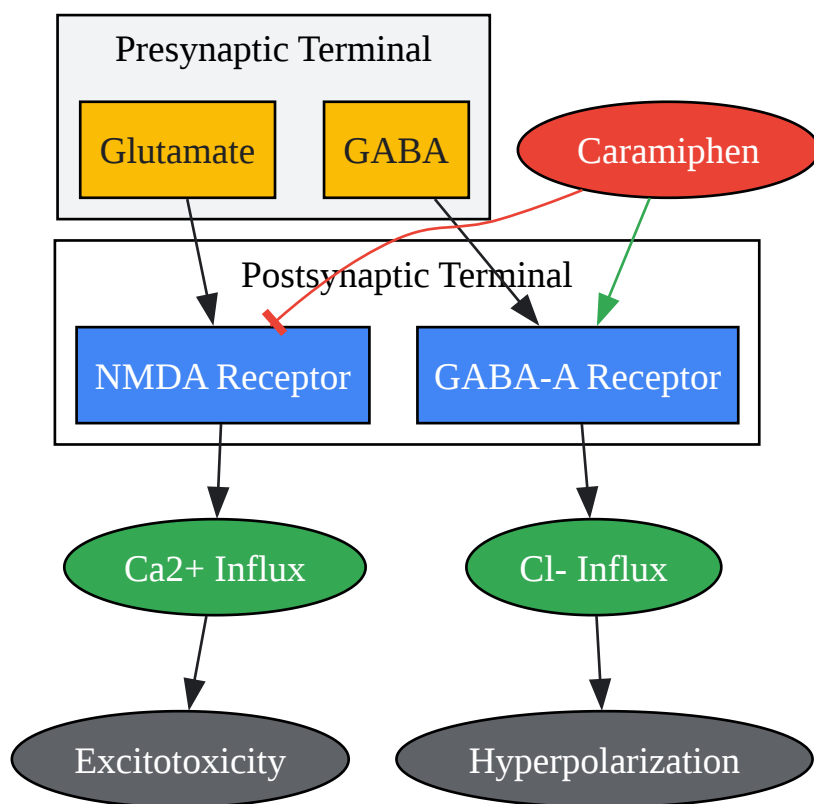 Presynaptic Terminal
Glutamate
GABA
Caramiphen
Postsynaptic Terminal
NMDA Receptor
GABA-A Receptor
Ca2+ Influx
Cl- Influx
Excitotoxicity
Hyperpolarization